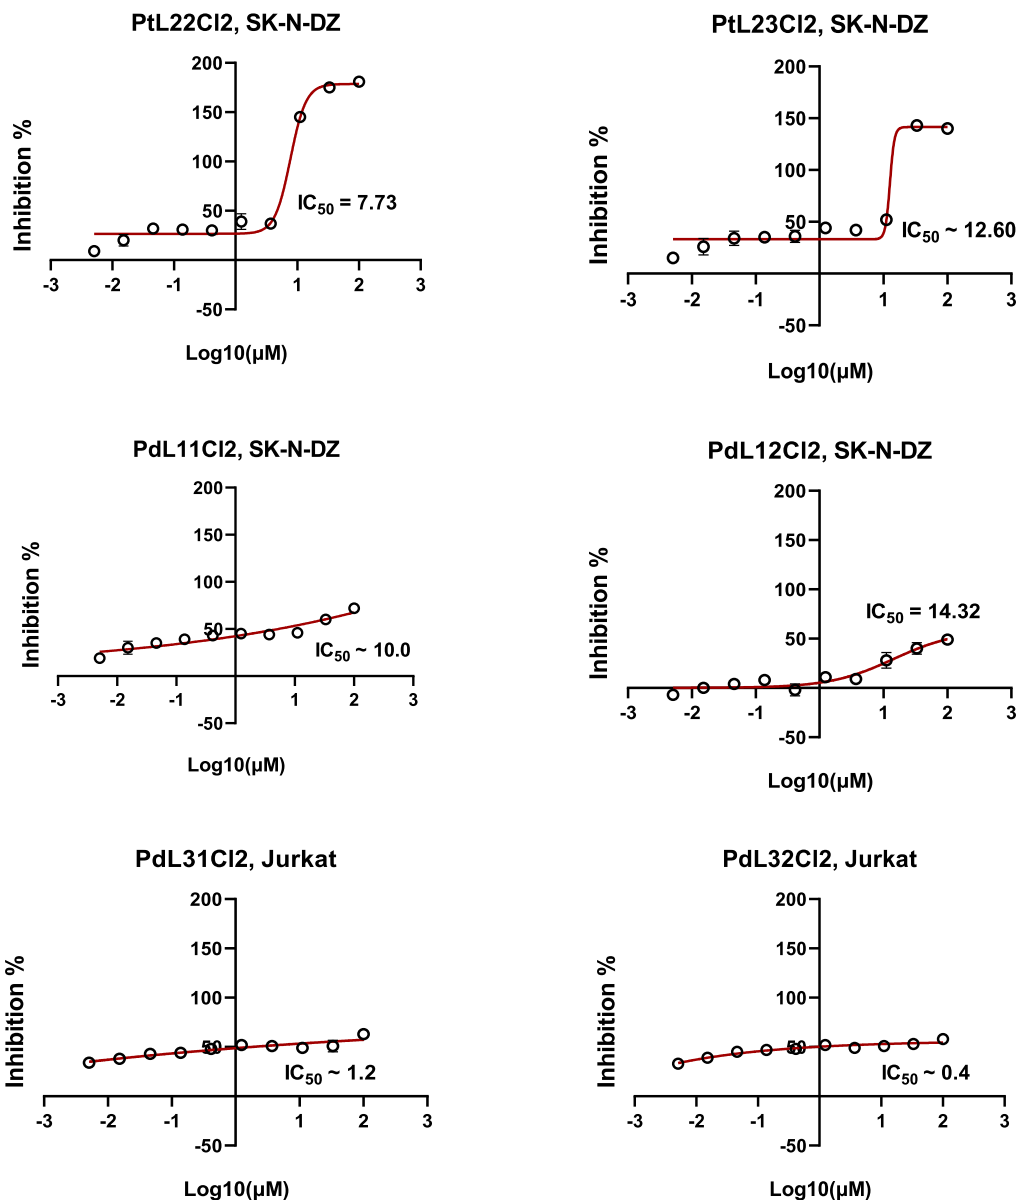 PtL22Cl2, SK-N-DZ
200
150
100
50
-50
-3
-2
-1
1
2
3
Inhibition %
IC50 = 7.73
Log10(µM)
PtL23Cl2, SK-N-DZ
200
150
100
50
-50
-3
-2
-1
1
2
3
Inhibition %
IC50 ~ 12.60
Log10(µM)
PdL11Cl2, SK-N-DZ
200
150
100
50
-50
-3
-2
-1
1
2
3
Inhibition %
IC50 ~ 10.0
Log10(µM)
PdL12Cl2, SK-N-DZ
200
150
100
50
-50
-3
-2
-1
1
2
3
Inhibition %
IC50 = 14.32
Log10(µM)
PdL31Cl2, Jurkat
200
150
100
50
-50
-3
-2
-1
1
2
3
Inhibition %
IC50 ~ 1.2
Log10(µM)
PdL32Cl2, Jurkat
200
150
100
50
-50
-3
-2
-1
1
2
3
Inhibition %
IC50 ~ 0.4
Log10(µM)